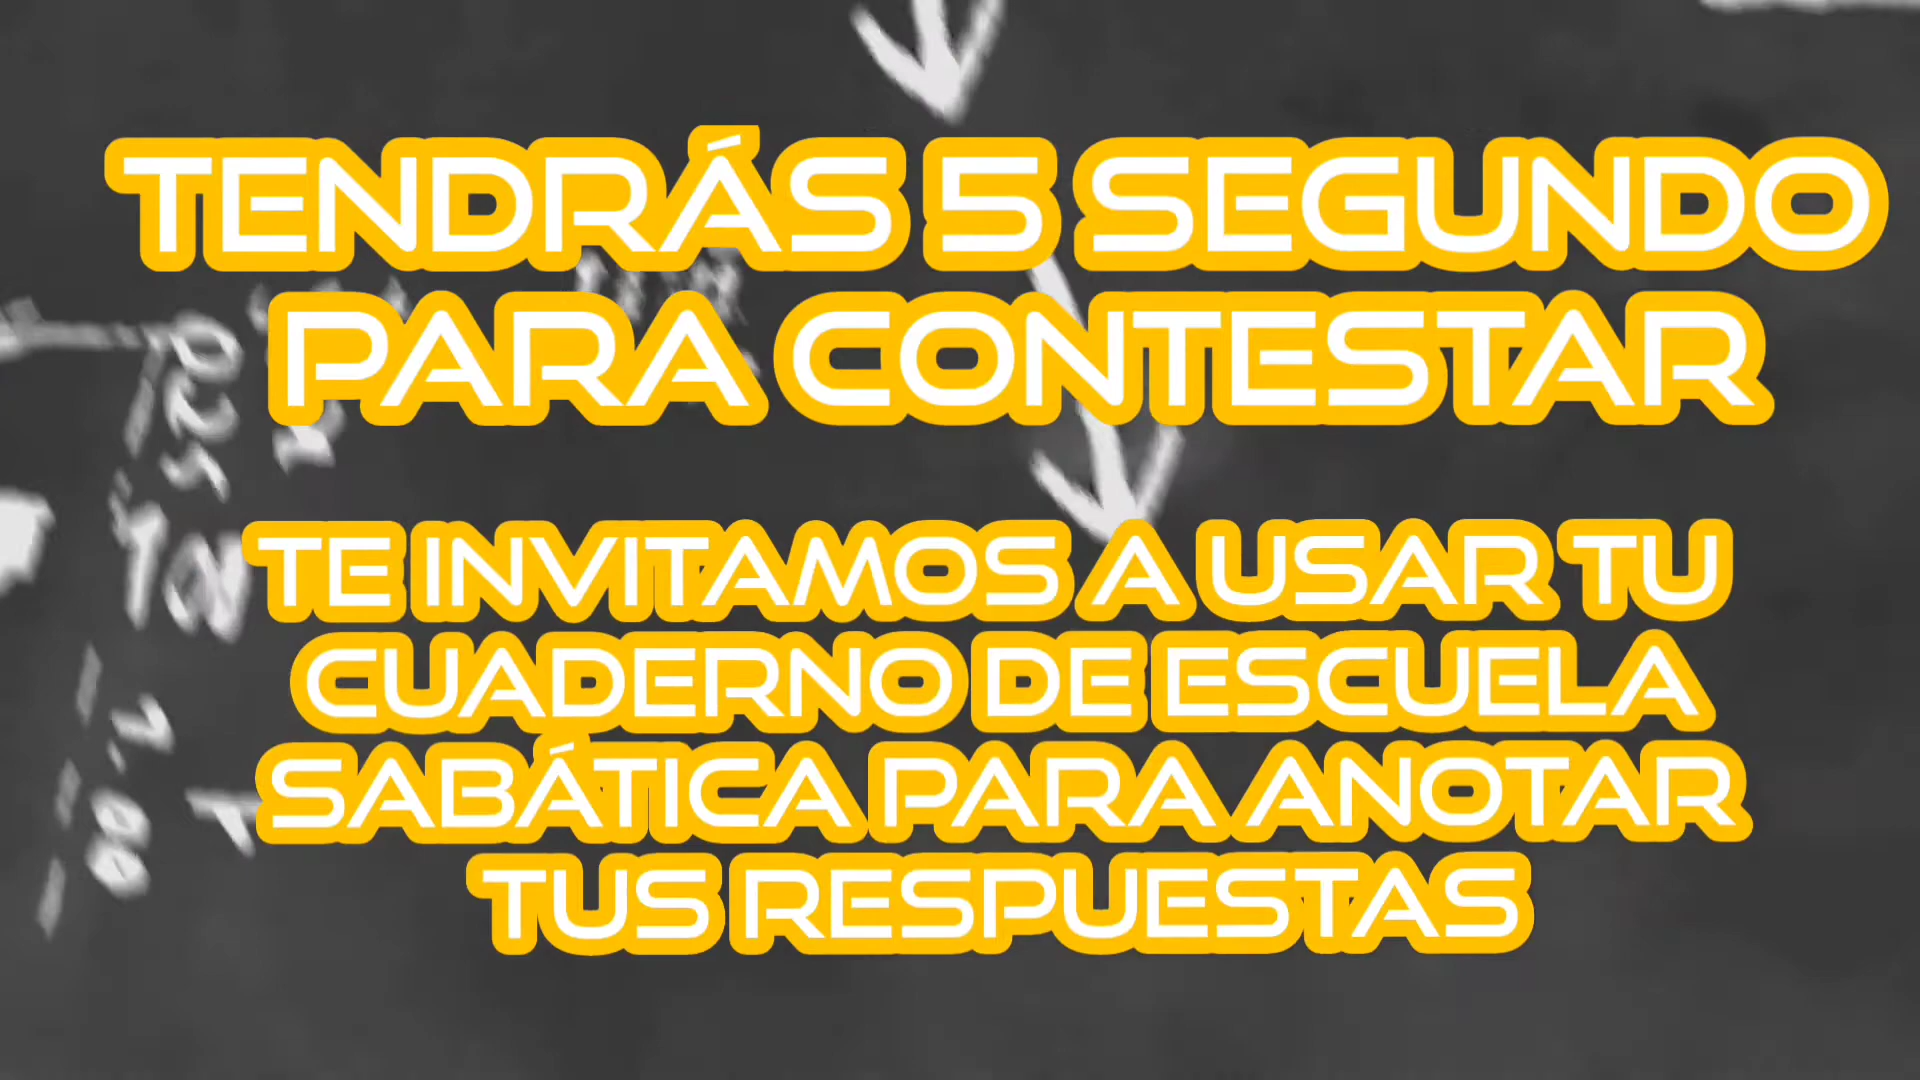 TENDRÁS 5 SEGUNDO
PARA CONTESTAR
TE INVITAMOS A USAR TU
CUADERNO DE ESCUELA
SABÁTICA PARA ANOTAR
TUS RESPUESTAS